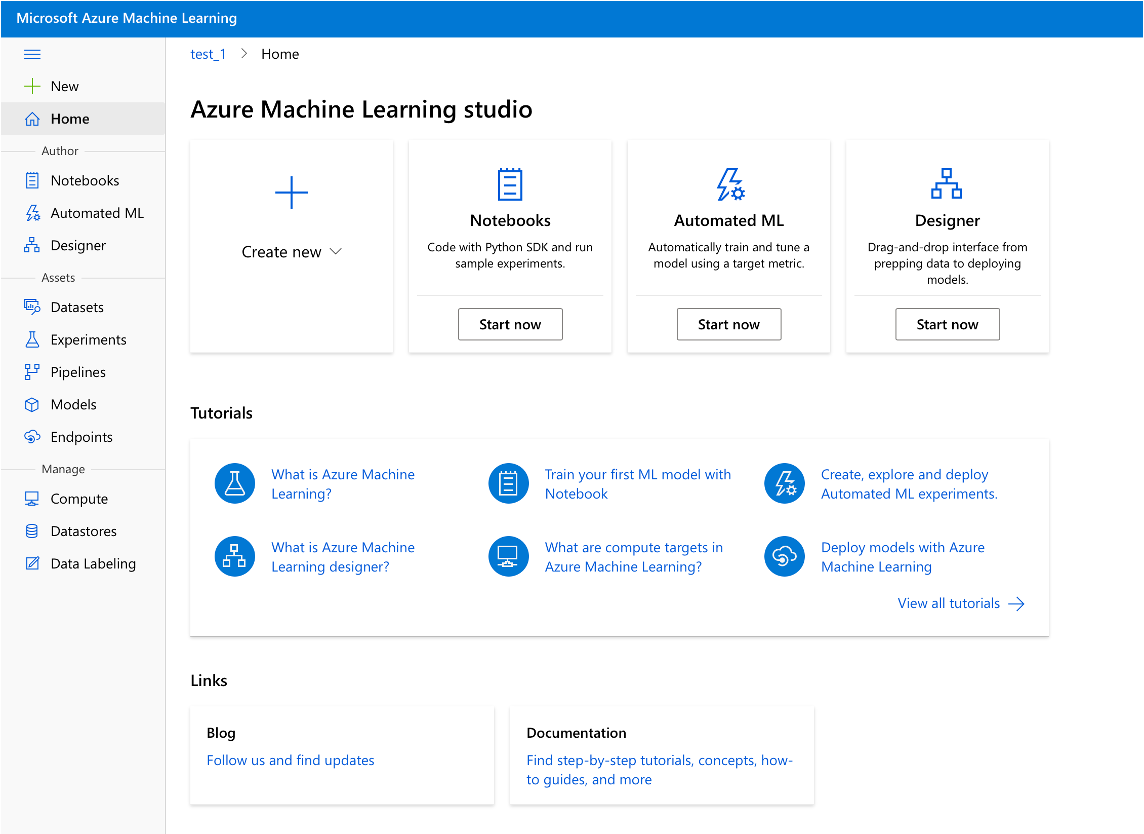 Microsoft Azure Machine Learning
test_1 > Home
New
Home
Author
Notebooks
Automated ML
Designer
Assets
Datasets
Experiments
Pipelines
Models
Endpoints
Manage
Compute
Datastores
Data Labeling
Azure Machine Learning studio
Create new
Notebooks
Code with Python SDK and run
sample experiments.
Start now
Automated ML
Automatically train and tune a
model using a target metric.
Start now
Designer
Drag-and-drop interface from
prepping data to deploying
models.
Start now
Tutorials
What is Azure Machine
Learning?
Train your first ML model with
Notebook
Create, explore and deploy
Automated ML experiments.
What is Azure Machine
Learning designer?
What are compute targets in
Azure Machine Learning?
Deploy models with Azure
Machine Learning
View all tutorials
Links
Blog
Follow us and find updates
Documentation
Find step-by-step tutorials, concepts, how-
to guides, and more